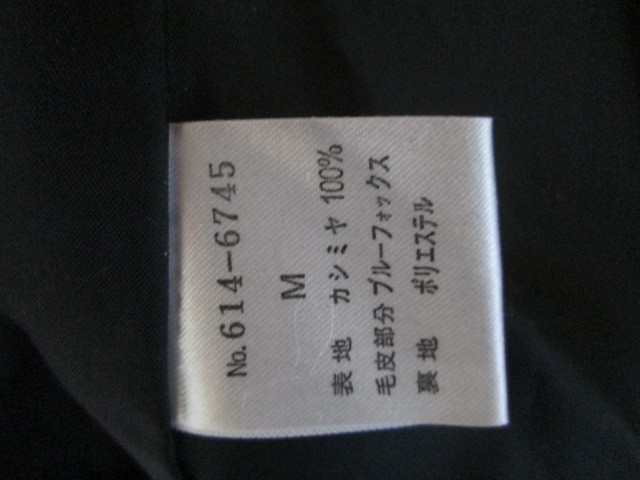 No.614-6745
M
表地 カシミヤ 100%
毛皮部分 ブルーフォックス
裏地 ポリエステル